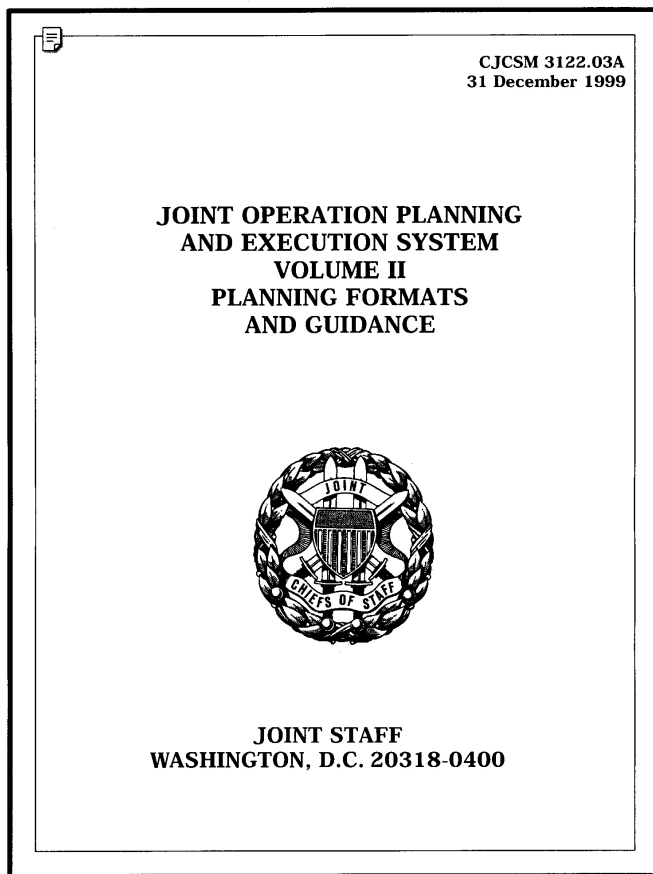 CJCSM 3122.03A
31 December 1999
JOINT OPERATION PLANNING
AND EXECUTION SYSTEM
VOLUME II
PLANNING FORMATS
AND GUIDANCE
JOINT
CHIEFS OF STAFF
JOINT STAFF
WASHINGTON, D.C. 20318-0400